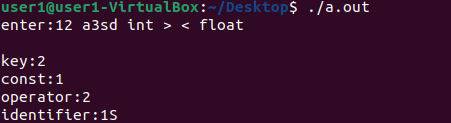 user1@user1-VirtualBox:~/Desktop$ ./a.out
enter:12 a3sd int > < float
key:2
const:1
operator:2
identifier:1S